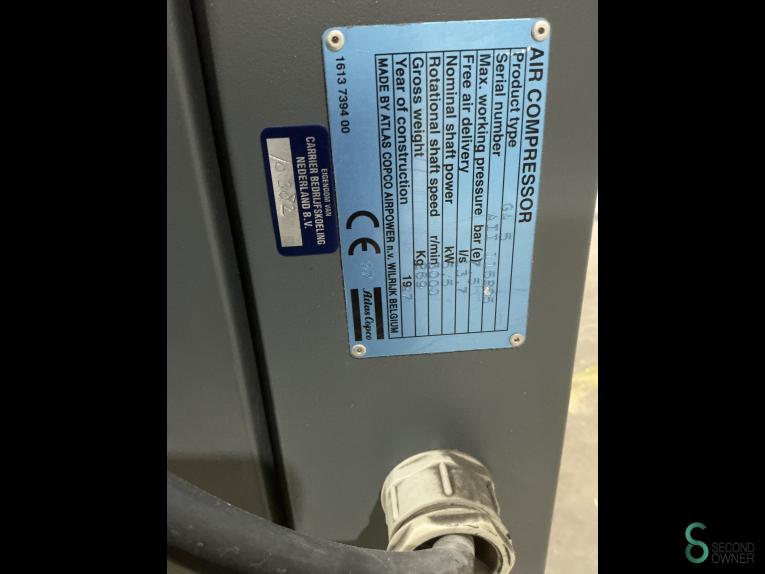 AIR COMPRESSOR
Product type
Serial number
Max. working pressure bar (e)
Free air delivery l/s
Nominal shaft power kW
Rotational shaft speed r/min 3000
Gross weight Kg
Year of construction 19
MADE BY ATLAS COPCO AIRPOWER n.v. WILRIJK BELGIUM
Atlas Copco
CE
1613 7394 00
EIGENDOM VAN
CARRIER BEDRIJFSKOELING
NEDERLAND B.V.
SECOND
OWNER